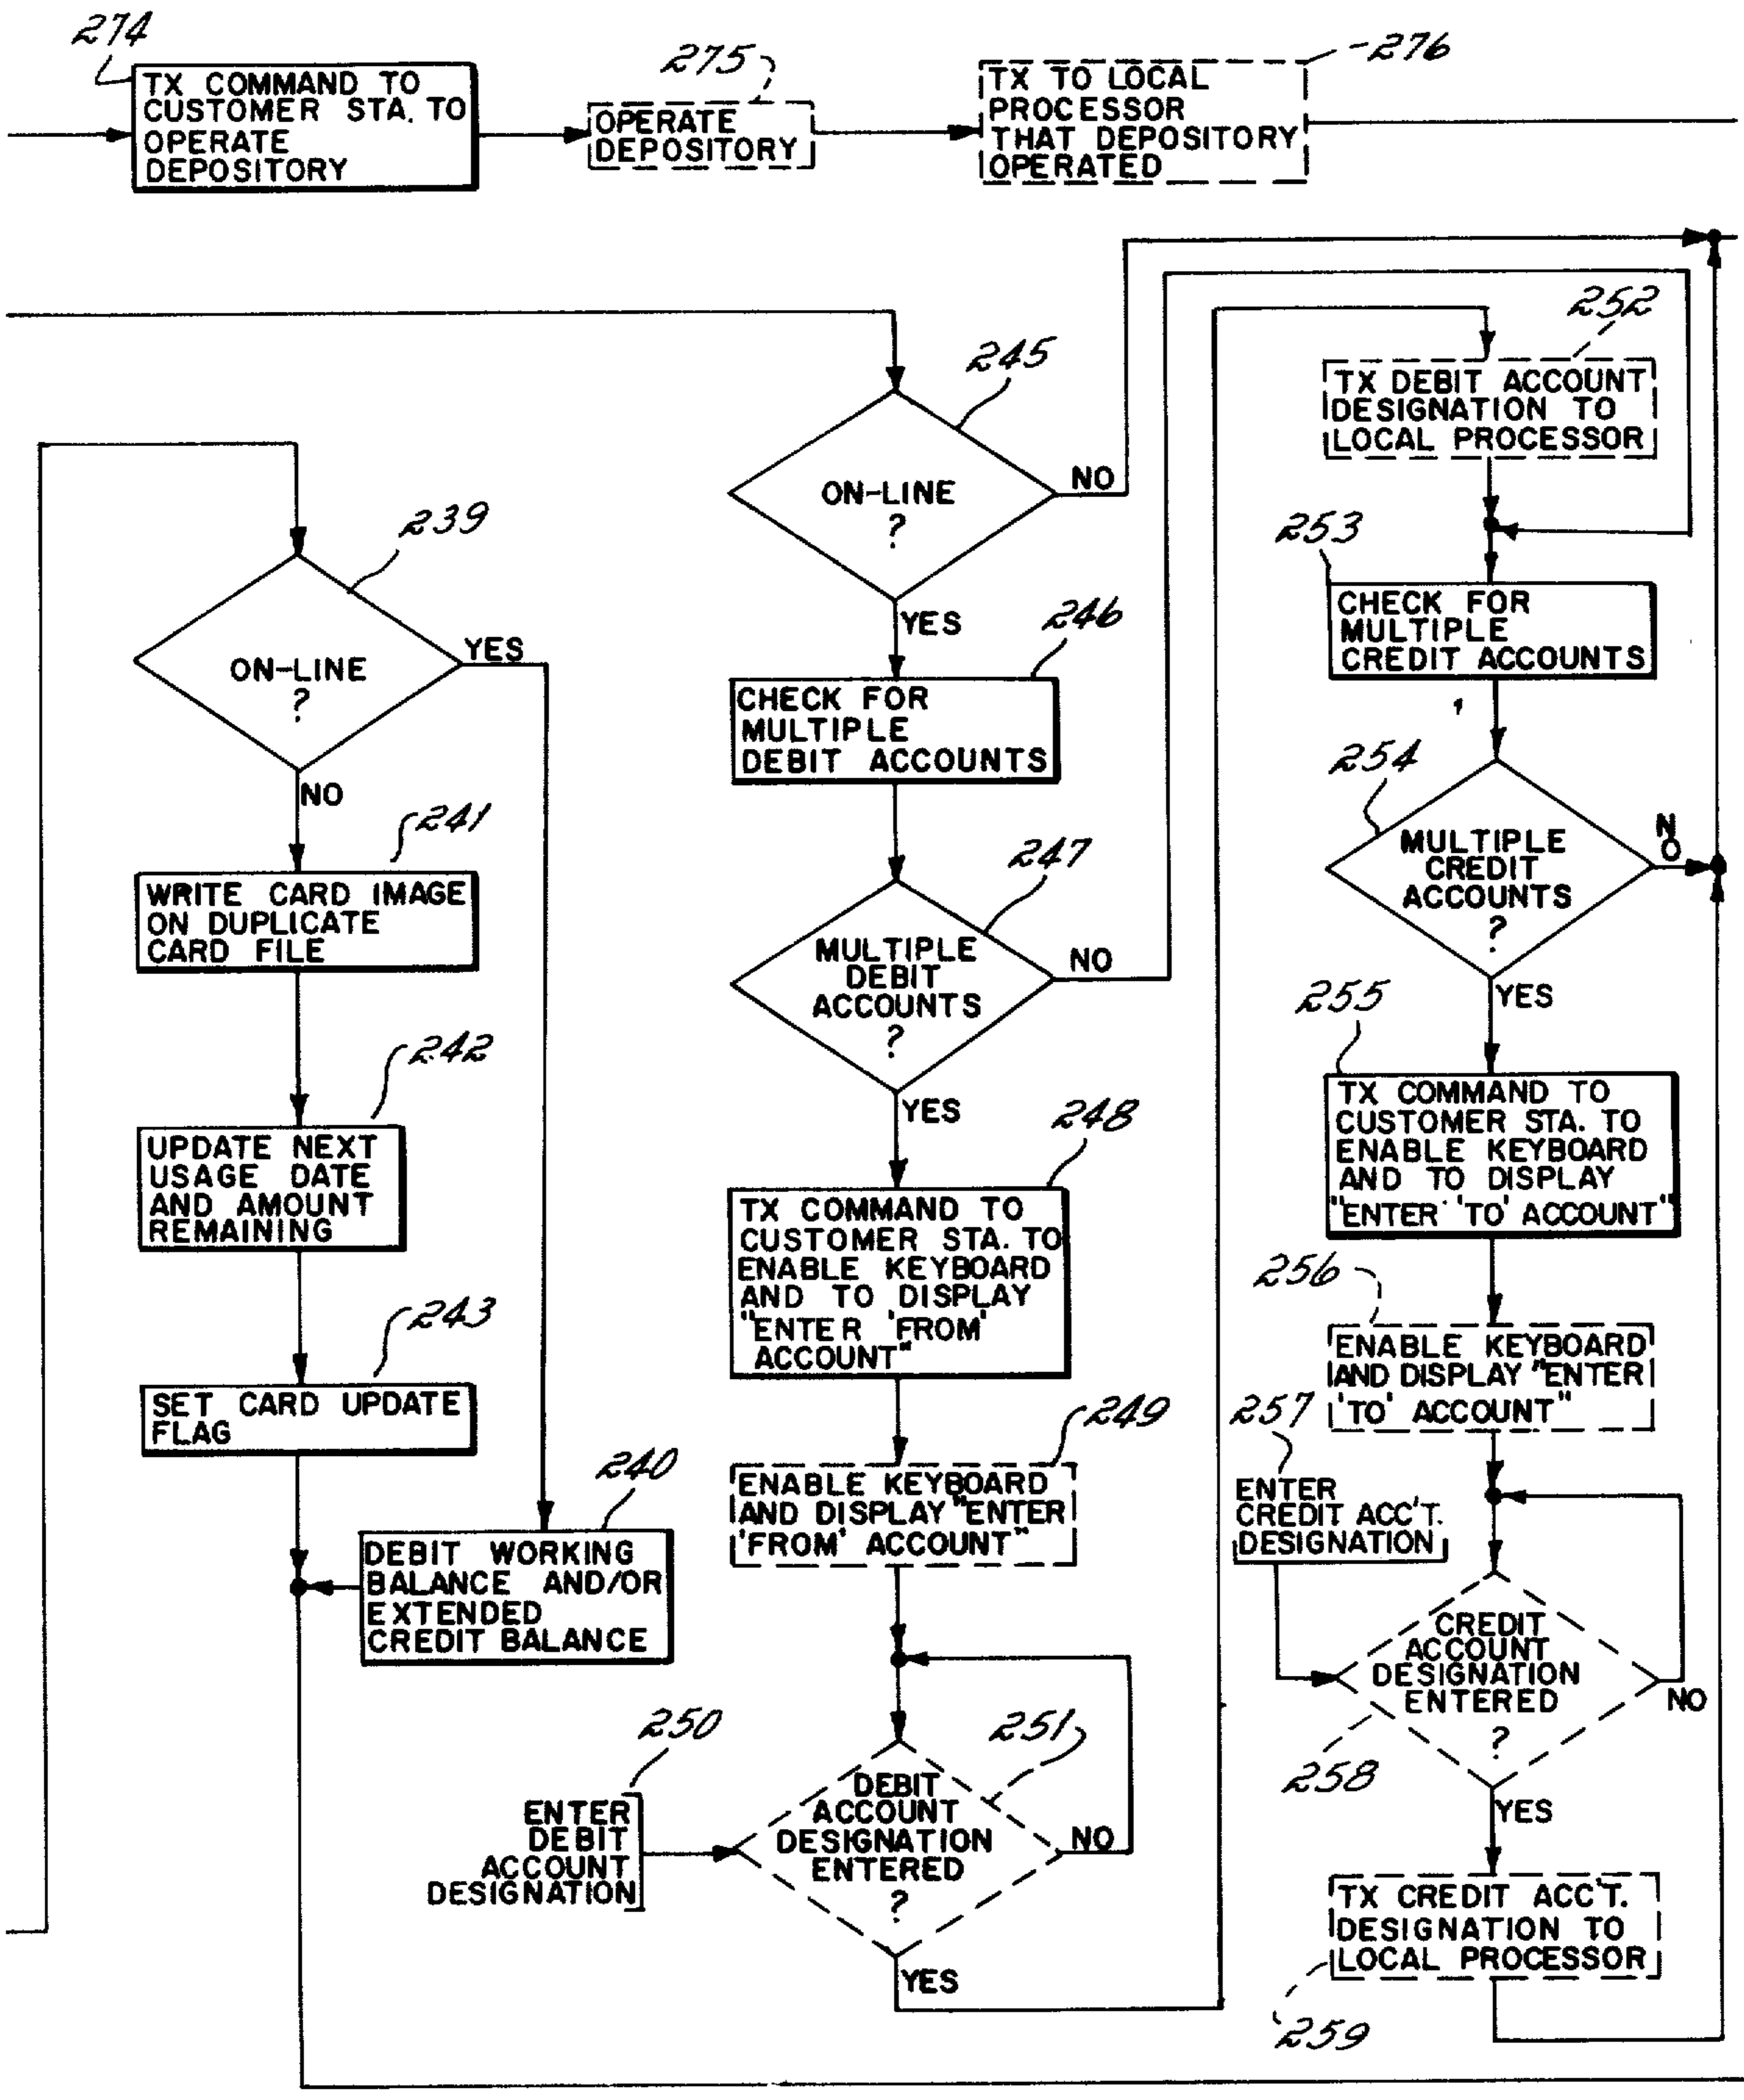 274
TX COMMAND TO
CUSTOMER STA. TO
OPERATE
DEPOSITORY
275
OPERATE
DEPOSITORY
276
TX TO LOCAL
PROCESSOR
THAT DEPOSITORY
OPERATED
239
ON-LINE
?
YES
NO
241
WRITE CARD IMAGE
ON DUPLICATE
CARD FILE
242
UPDATE NEXT
USAGE DATE
AND AMOUNT
REMAINING
243
SET CARD UPDATE
FLAG
240
DEBIT WORKING
BALANCE AND/OR
EXTENDED
CREDIT BALANCE
245
ON-LINE
?
NO
YES
246
CHECK FOR
MULTIPLE
DEBIT ACCOUNTS
247
MULTIPLE
DEBIT
ACCOUNTS
?
NO
YES
248
TX COMMAND TO
CUSTOMER STA. TO
ENABLE KEYBOARD
AND TO DISPLAY
"ENTER 'FROM'
ACCOUNT"
249
ENABLE KEYBOARD
AND DISPLAY "ENTER
'FROM' ACCOUNT"
250
ENTER
DEBIT
ACCOUNT
DESIGNATION
251
DEBIT
ACCOUNT
DESIGNATION
ENTERED
?
NO
YES
252
TX DEBIT ACCOUNT
DESIGNATION TO
LOCAL PROCESSOR
253
CHECK FOR
MULTIPLE
CREDIT ACCOUNTS
254
MULTIPLE
CREDIT
ACCOUNTS
?
NO
YES
255
TX COMMAND TO
CUSTOMER STA. TO
ENABLE KEYBOARD
AND TO DISPLAY
"ENTER 'TO' ACCOUNT"
256
ENABLE KEYBOARD
AND DISPLAY "ENTER
'TO' ACCOUNT"
257
ENTER
CREDIT ACC'T.
DESIGNATION
CREDIT
ACCOUNT
DESIGNATION
ENTERED
?
NO
258
YES
TX CREDIT ACC'T.
DESIGNATION TO
LOCAL PROCESSOR
259